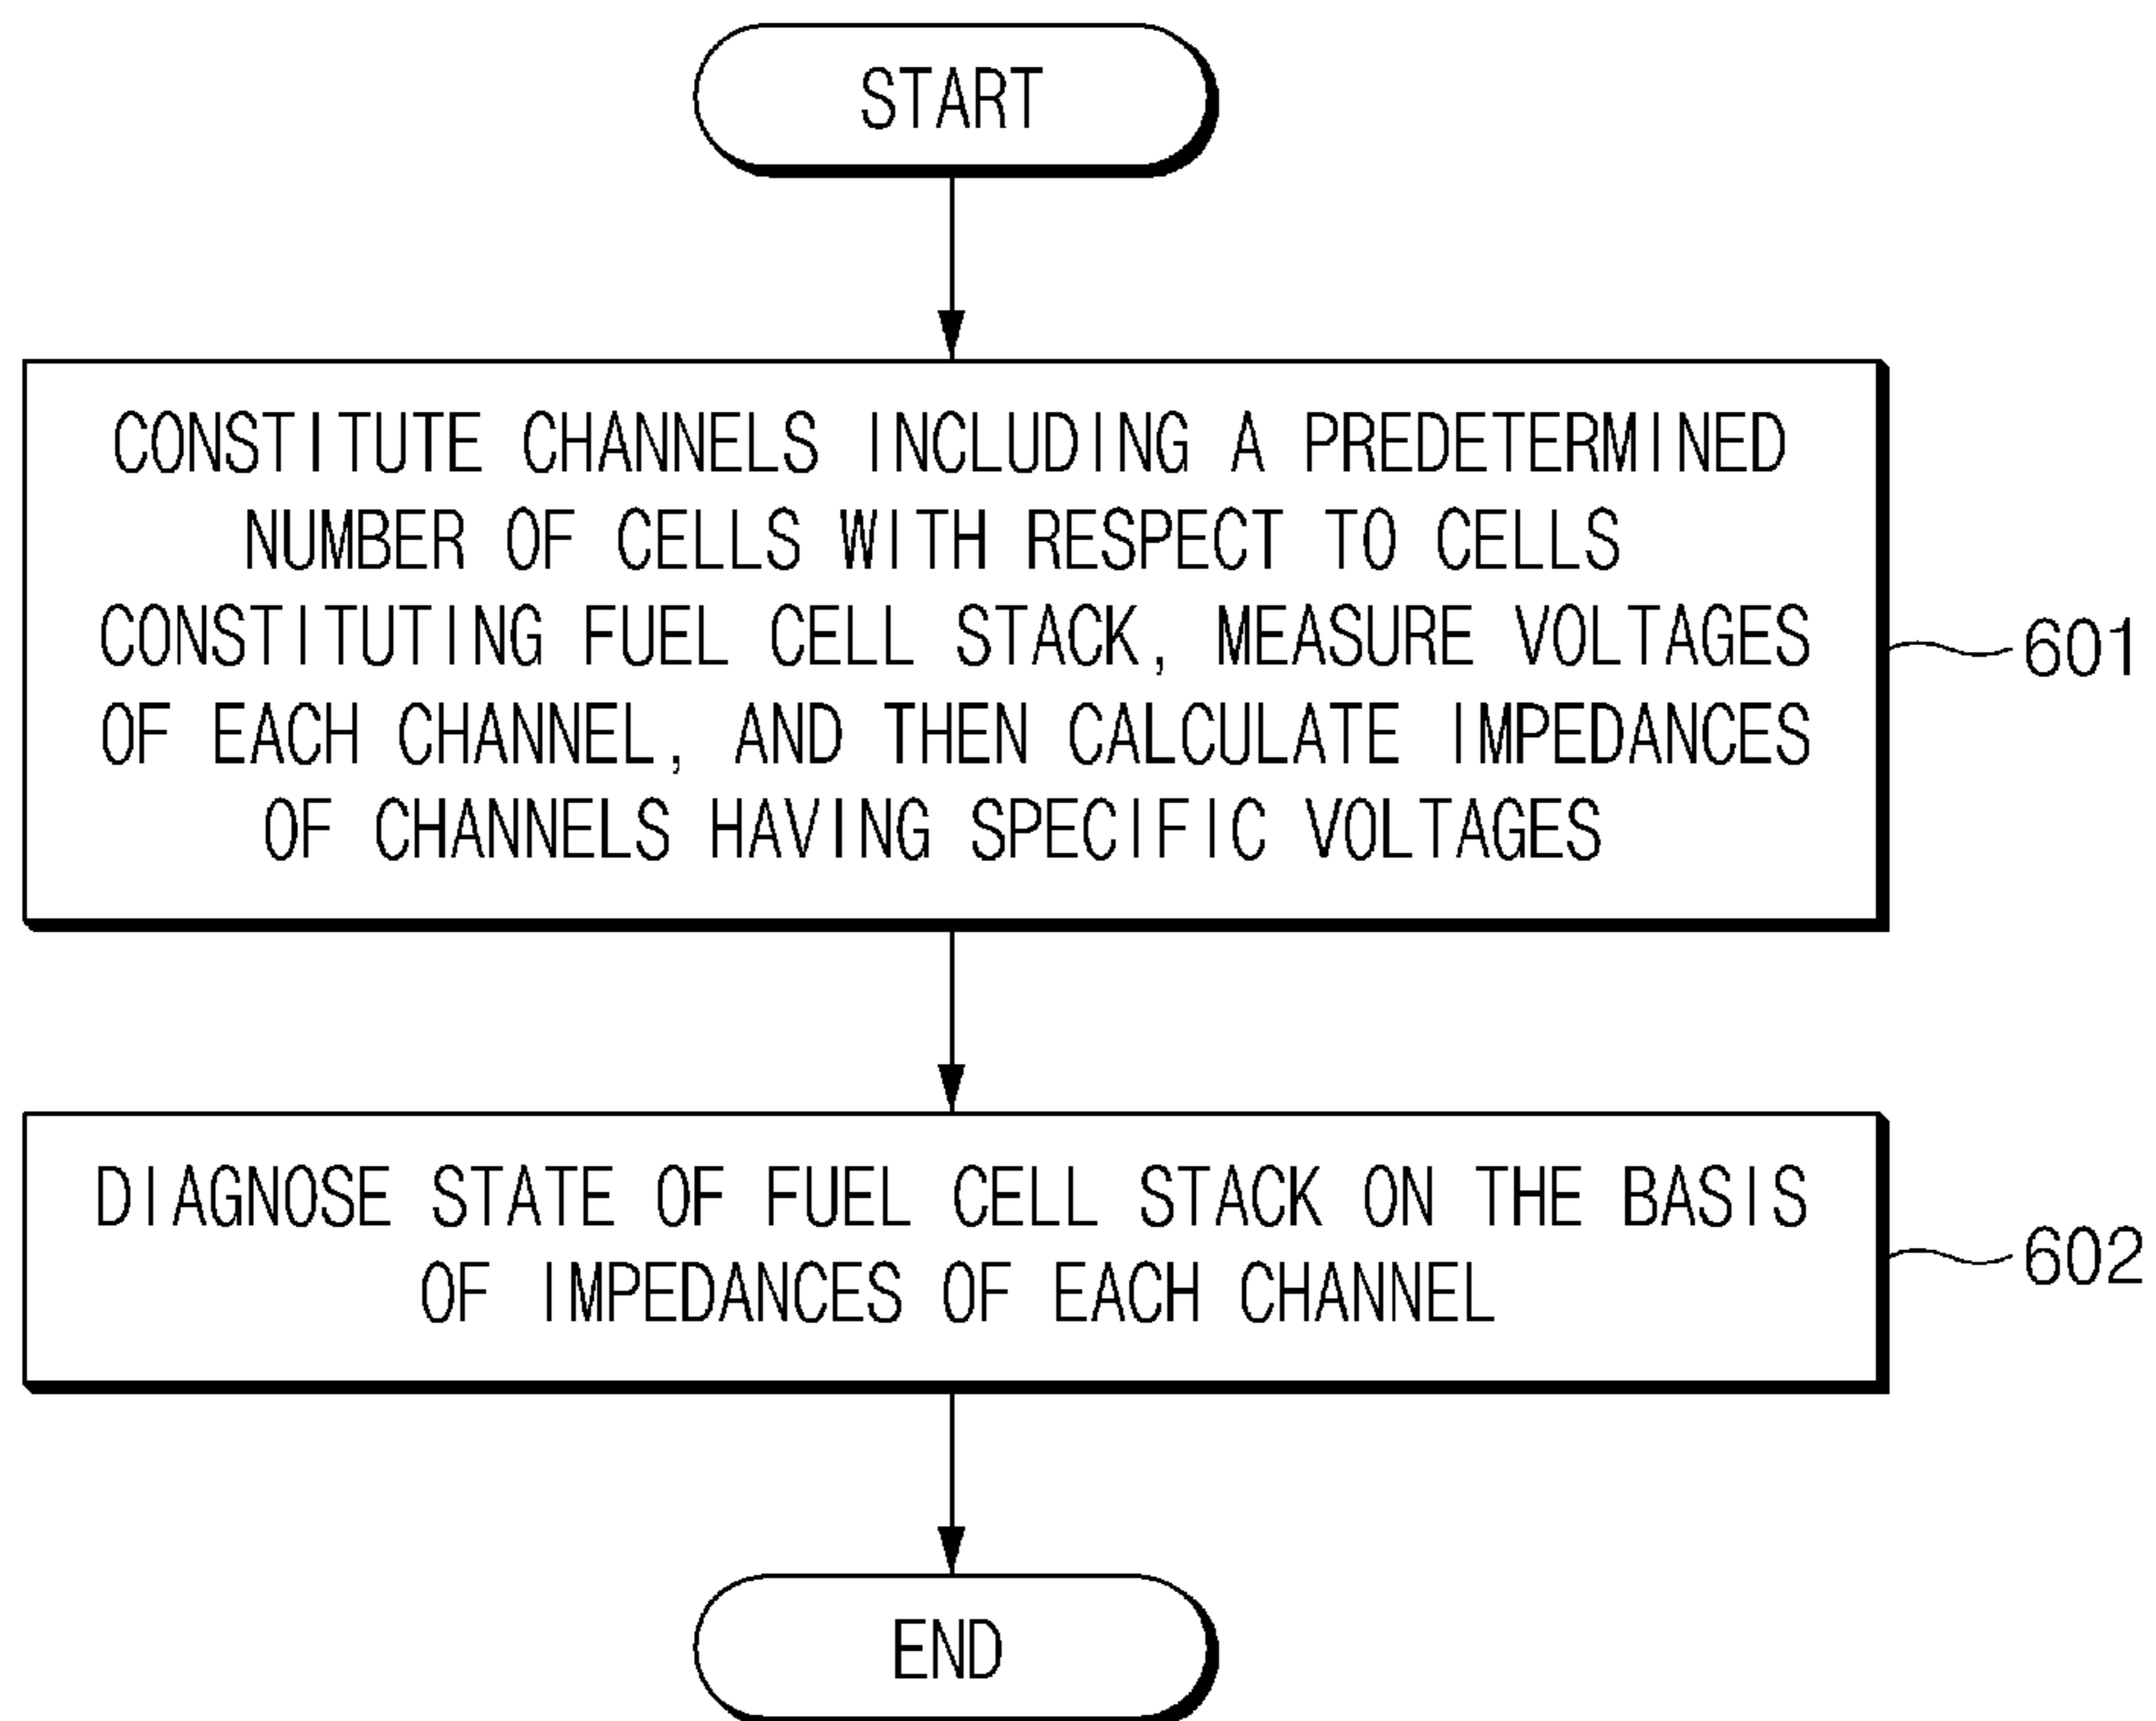 START
CONSTITUTE CHANNELS INCLUDING A PREDETERMINED
NUMBER OF CELLS WITH RESPECT TO CELLS
CONSTITUTING FUEL CELL STACK, MEASURE VOLTAGES
OF EACH CHANNEL, AND THEN CALCULATE IMPEDANCES
OF CHANNELS HAVING SPECIFIC VOLTAGES
601
DIAGNOSE STATE OF FUEL CELL STACK ON THE BASIS
OF IMPEDANCES OF EACH CHANNEL
602
END